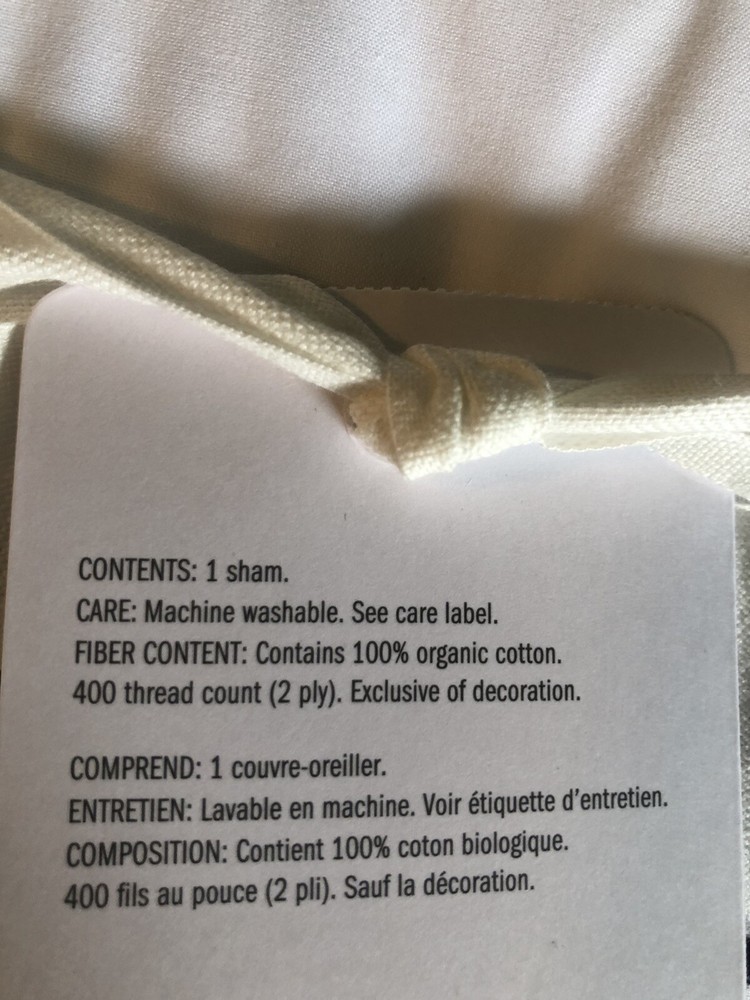 CONTENTS: 1 sham.
CARE: Machine washable. See care label.
FIBER CONTENT: Contains 100% organic cotton.
400 thread count (2 ply). Exclusive of decoration.
COMPREND: 1 couvre-oreiller.
ENTRETIEN: Lavable en machine. Voir étiquette d'entretien.
COMPOSITION: Contient 100% coton biologique.
400 fils au pouce (2 pli). Sauf la décoration.